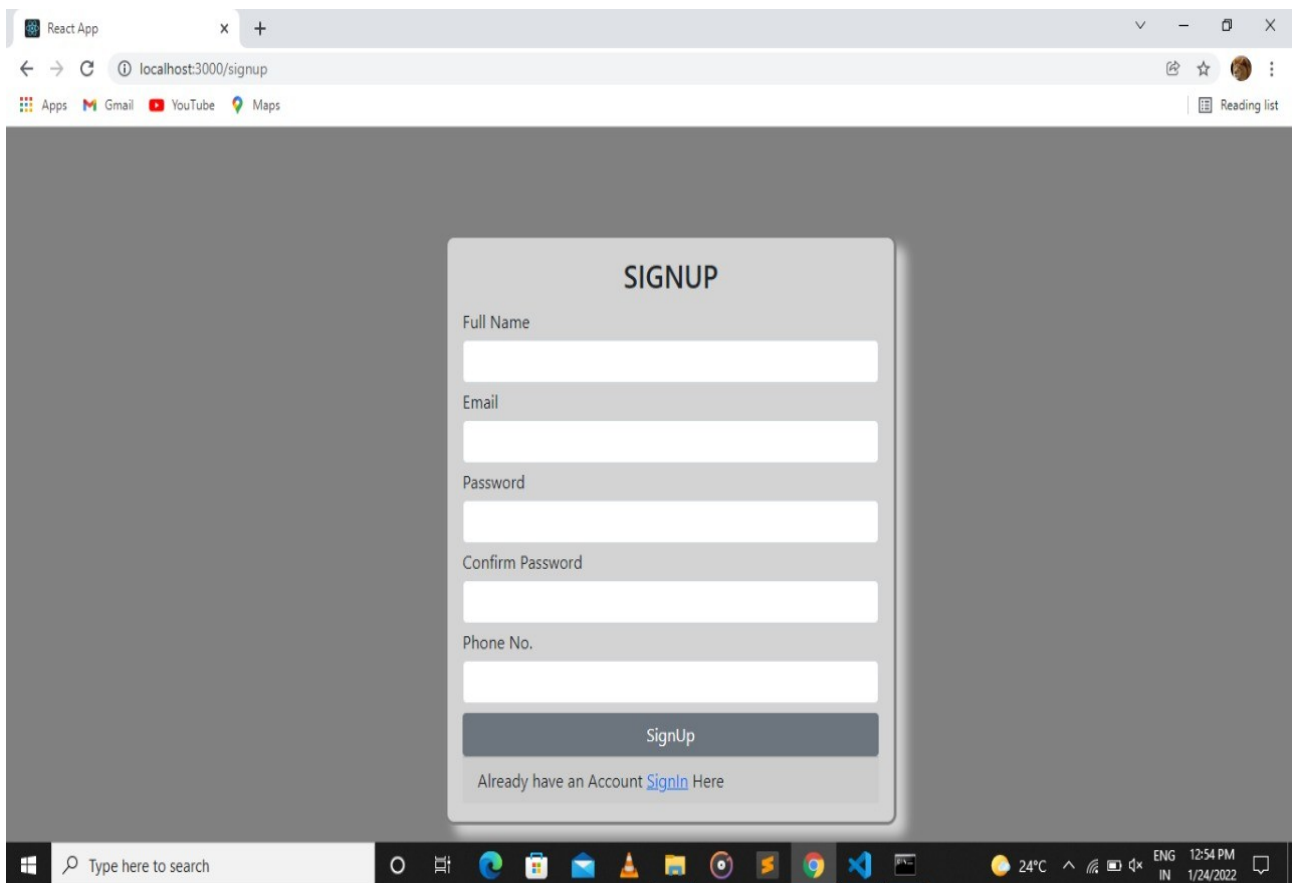 React App
localhost:3000/signup
Apps Gmail YouTube Maps Reading list
SIGNUP
Full Name
Email
Password
Confirm Password
Phone No.
SignUp
Already have an Account SignIn Here
Type here to search
24°C
ENG 12:54 PM
IN 1/24/2022